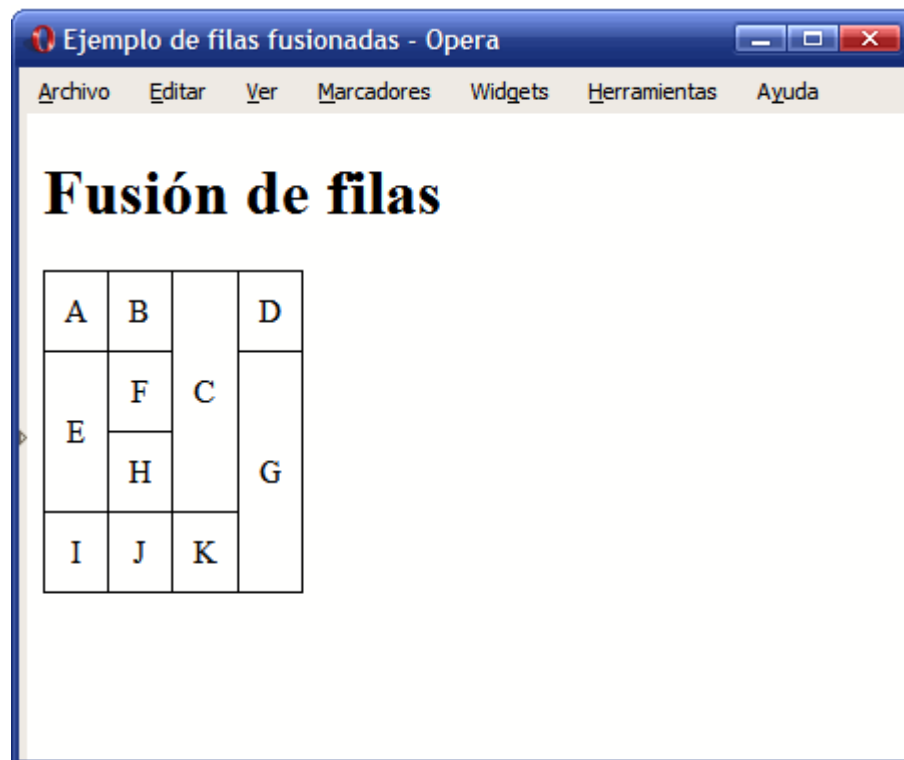 Ejemplo de filas fusionadas - Opera
Archivo Editar Ver Marcadores Widgets Herramientas Ayuda
Fusión de filas
A B C D
E F G
H
I J K